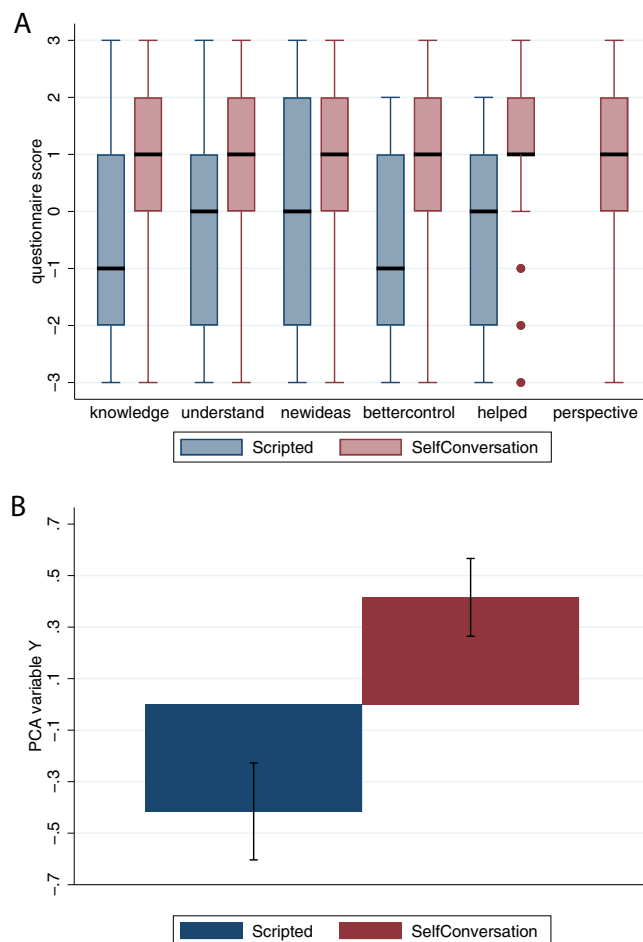 A
questionnaire score
3
2
1
0
-1
-2
-3
knowledge understand newideas bettercontrol helped perspective
Scripted SelfConversation
B
PCA variable Y
.7
.5
.3
.1
-.1
-.3
-.5
-.7
Scripted SelfConversation